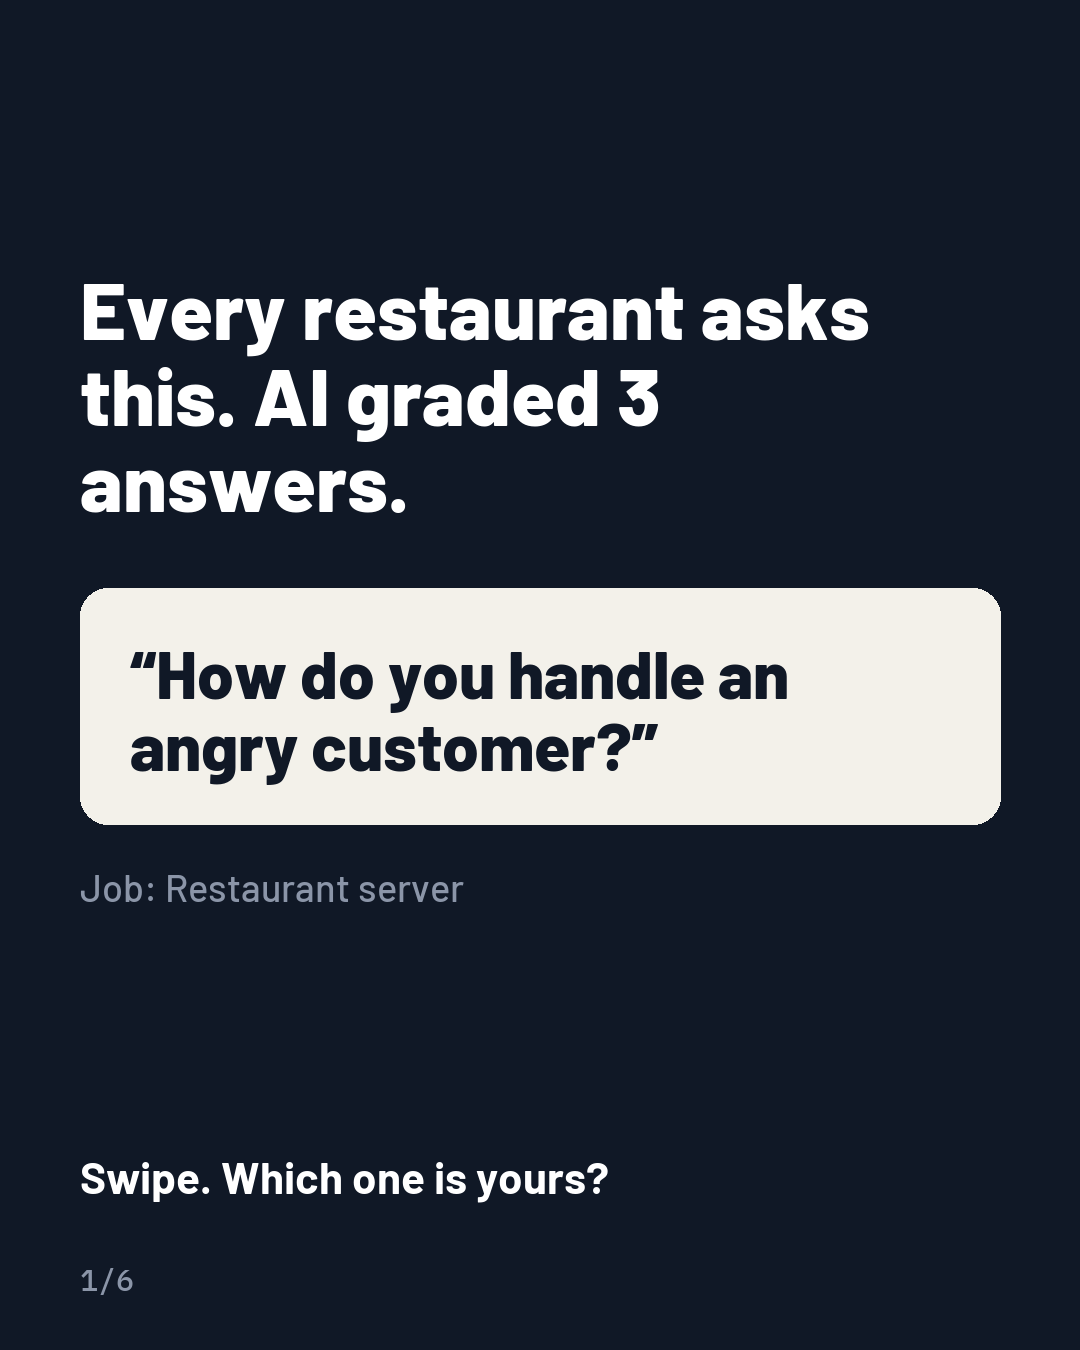 Every restaurant asks
this. AI graded 3
answers.
“How do you handle an
angry customer?”
Job: Restaurant server
Swipe. Which one is yours?
1/6